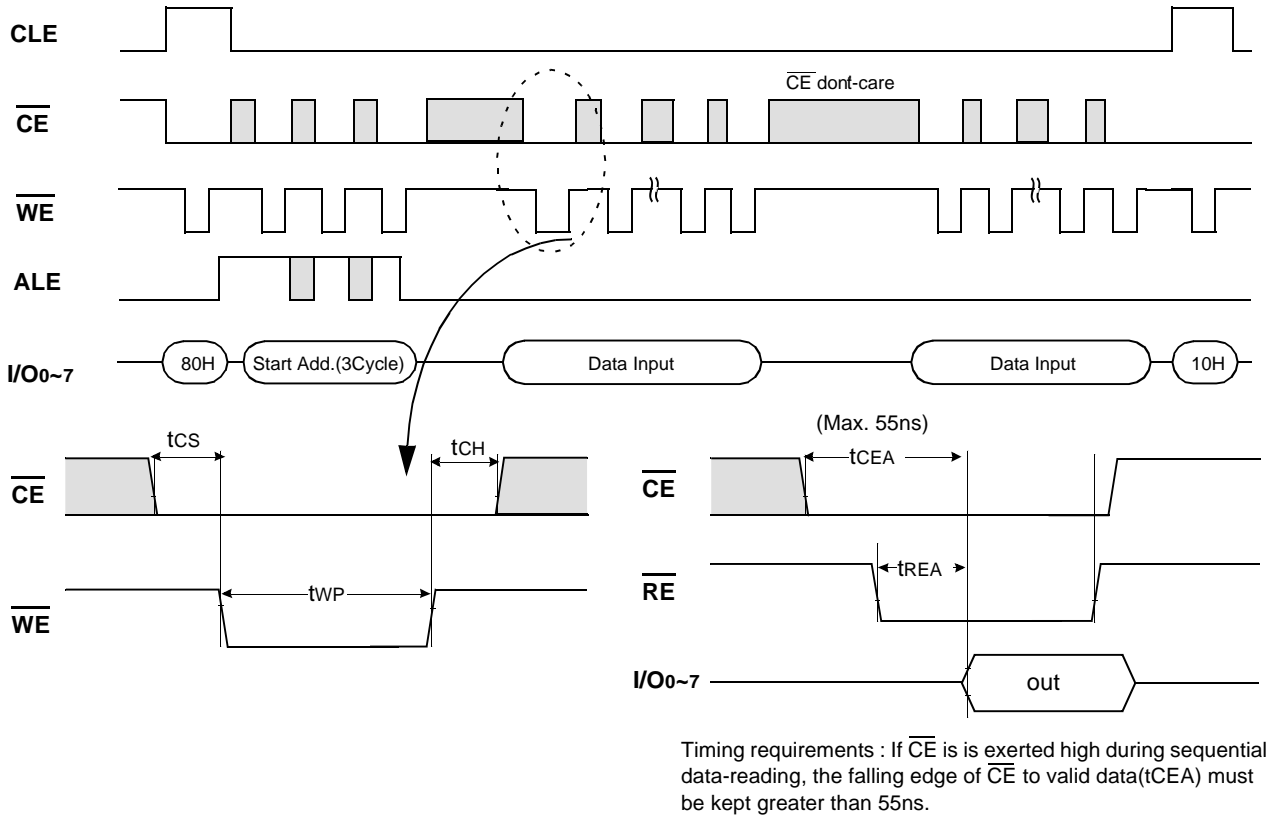 CLE
CE dont-care
CE
WE
ALE
I/O0~7
80H
Start Add.(3Cycle)
Data Input
Data Input
10H
tCS
tCH
CE
tWP
WE
(Max. 55ns)
tCEA
CE
tREA
RE
I/O0~7
out
Timing requirements : If CE is is exerted high during sequential
data-reading, the falling edge of CE to valid data(tCEA) must
be kept greater than 55ns.